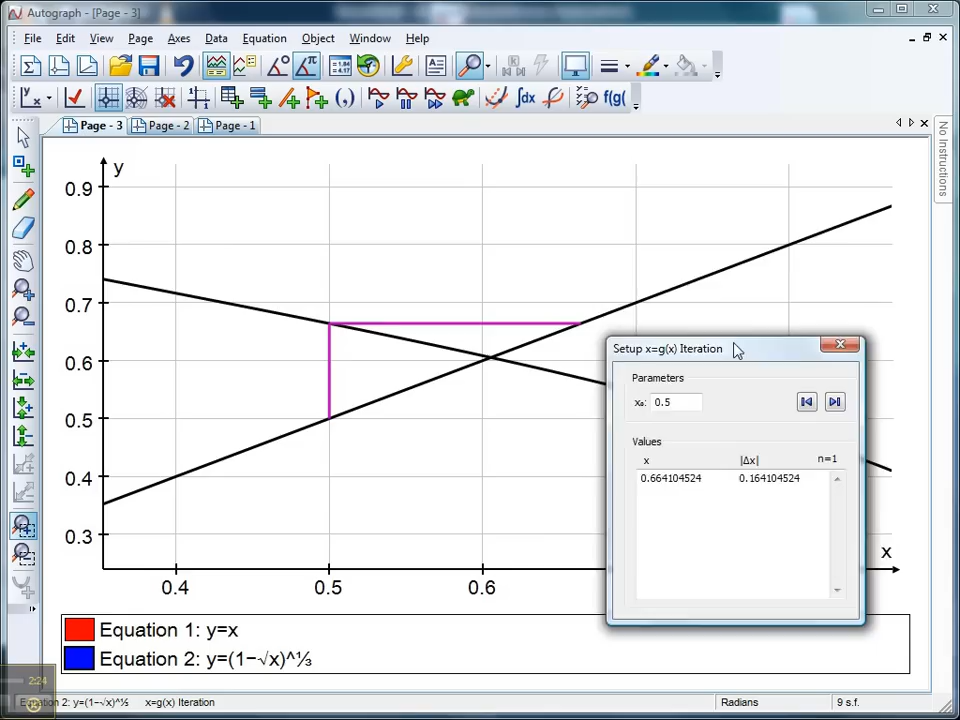 Autograph - [Page - 3]
File Edit View Page Axes Data Equation Object Window Help
Page - 3 Page - 2 Page - 1
No Instructions
y
0.9
0.8
0.7
0.6
0.5
0.4
0.3
0.4 0.5 0.6
x
Setup x=g(x) Iteration
Parameters
x₀: 0.5
Values
x |Δx| n=1
0.664104524 0.164104524
Equation 1: y=x
Equation 2: y=(1−√x)^⅓
2:24
Equation 2: y=(1−√x)^⅓ x=g(x) Iteration Radians 9 s.f.